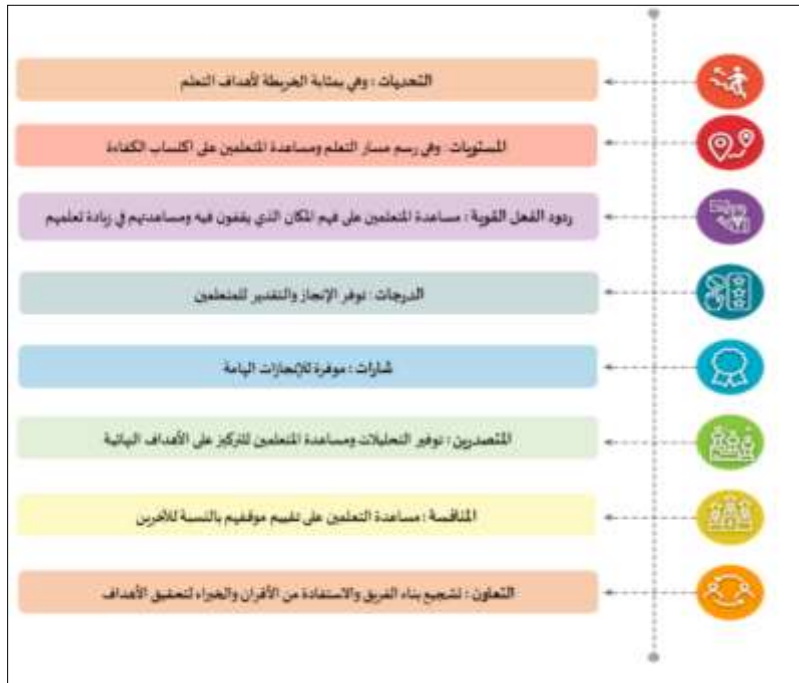 التحديات : وهي بمثابة الخريطة لأهداف التعلم
المستويات : وهي رسم مسار التعلم ومساعدة المتعلمين على اكتساب الكفاءة
ردود الفعل القوية : مساعدة المتعلمين على فهم المكان الذي يقفون فيه ومساعدتهم في زيادة تعلمهم
الدرجات : توفر الإنجاز والتقدير للمتعلمين
شارات : موفرة للإنجازات الهامة
المتصدرين : توفير التحليلات ومساعدة المتعلمين للتركيز على الأهداف النهائية
المنافسة : مساعدة المتعلمين على تقييم موقفهم بالنسبة للآخرين
التعاون : تشجيع بناء الفريق والاستفادة من الأقران والخبراء لتحقيق الأهداف